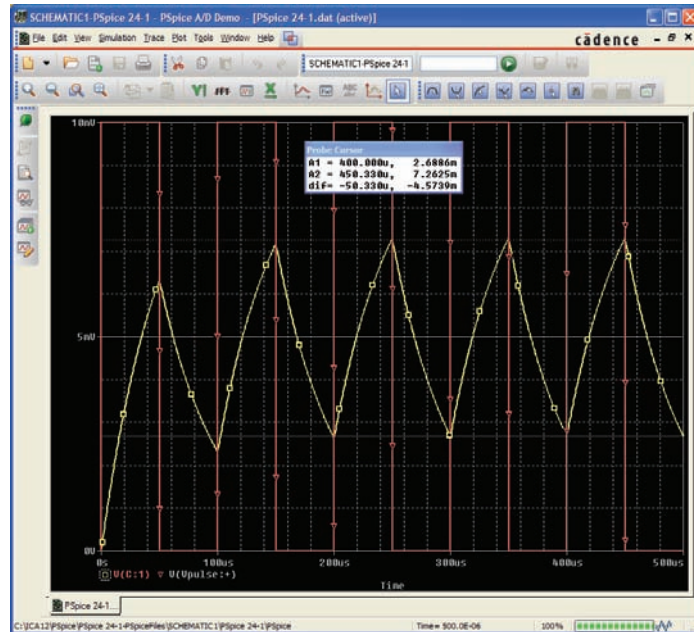 SCHEMATIC1-PSpice 24-1 - PSpice A/D Demo - [PSpice 24-1.dat (active)]
File Edit View Simulation Trace Plot Tools Window Help
cādence
SCHEMATIC1-PSpice 24-1
10mV
Probe Cursor
A1 = 400.000u, 2.6886m
A2 = 450.330u, 7.2625m
dif= -50.330u, -4.5739m
5mV
0V
0s 100us 200us 300us 400us 500us
V(C:1) V(Vpulse:+)
Time
PSpice 24-1...
C:\ICA12\PSpice\PSpice 24-1-PSpiceFiles\SCHEMATIC1\PSpice 24-1\PSpice Time= 500.0E-06 100%